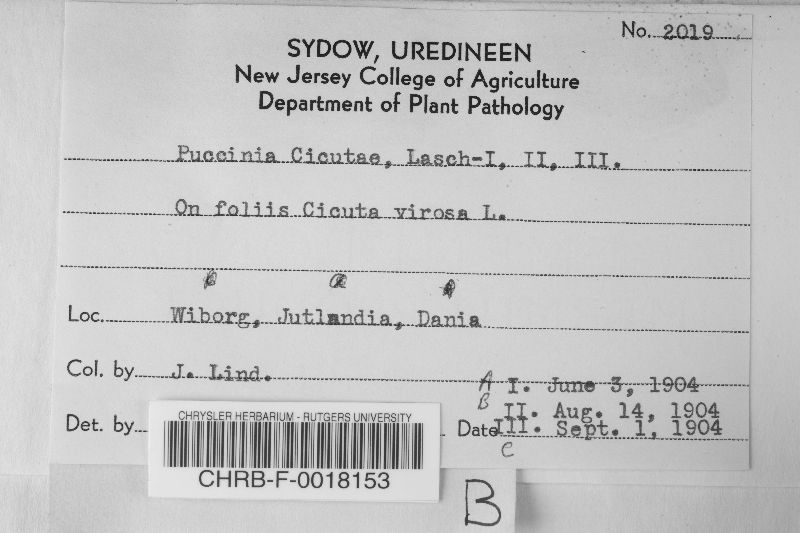 No. 2019
SYDOW, UREDINEEN
New Jersey College of Agriculture
Department of Plant Pathology
Puccinia Cicutae, Lasch-I, II, III.
On foliis Cicuta virosa L.
Loc. Wiborg, Jutlandia, Dania
Col. by J. Lind.
A I. June 3, 1904
B II. Aug. 14, 1904
Det. by Date III. Sept. 1, 1904
C
CHRYSLER HERBARIUM - RUTGERS UNIVERSITY
CHRB-F-0018153
B